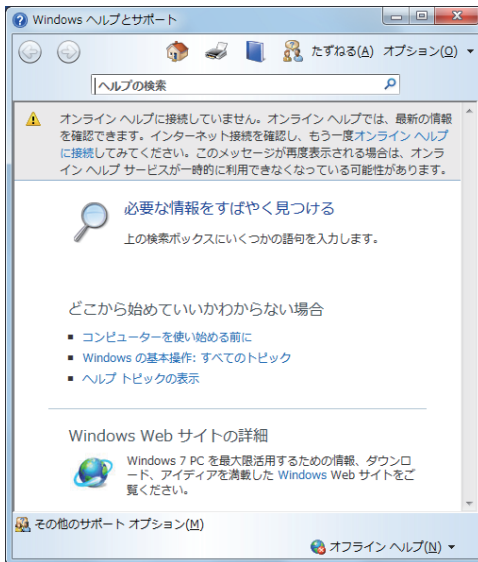 Windows ヘルプとサポート
たずねる(A) オプション(O)
ヘルプの検索
オンライン ヘルプに接続していません。オンライン ヘルプでは、最新の情報
を確認できます。インターネット接続を確認し、もう一度オンライン ヘルプ
に接続してみてください。このメッセージが再度表示される場合は、オンラ
イン ヘルプ サービスが一時的に利用できなくなっている可能性があります。
必要な情報をすばやく見つける
上の検索ボックスにいくつかの語句を入力します。
どこから始めていいかわからない場合
コンピューターを使い始める前に
Windows の基本操作: すべてのトピック
ヘルプ トピックの表示
Windows Web サイトの詳細
Windows 7 PC を最大限活用するための情報、ダウンロ
ード、アイディアを満載した Windows Web サイトをご
覧ください。
その他のサポート オプション(M)
オフライン ヘルプ(N)